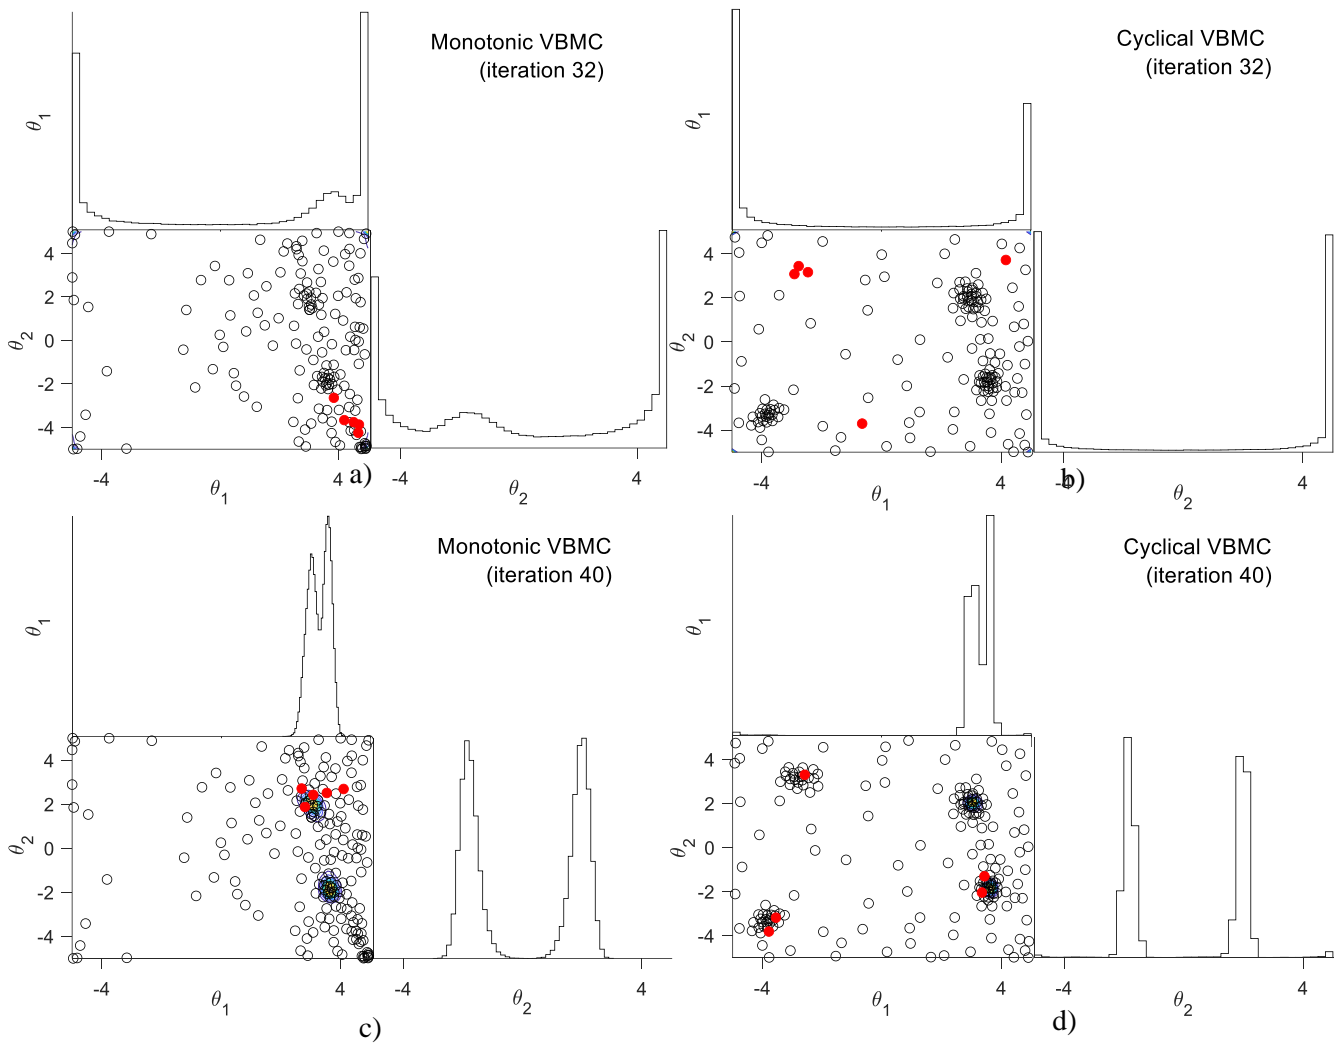 Monotonic VBMC
(iteration 32)
θ1
4
2
0
-2
-4
θ2
-4
4
θ1
-4
4
θ2
a)
Cyclical VBMC
(iteration 32)
θ1
4
2
0
-2
-4
θ2
-4
4
θ1
-4
4
θ2
b)
Monotonic VBMC
(iteration 40)
θ1
4
2
0
-2
-4
θ2
-4
4
θ1
-4
4
θ2
c)
Cyclical VBMC
(iteration 40)
θ1
4
2
0
-2
-4
θ2
-4
4
θ1
-4
4
θ2
d)